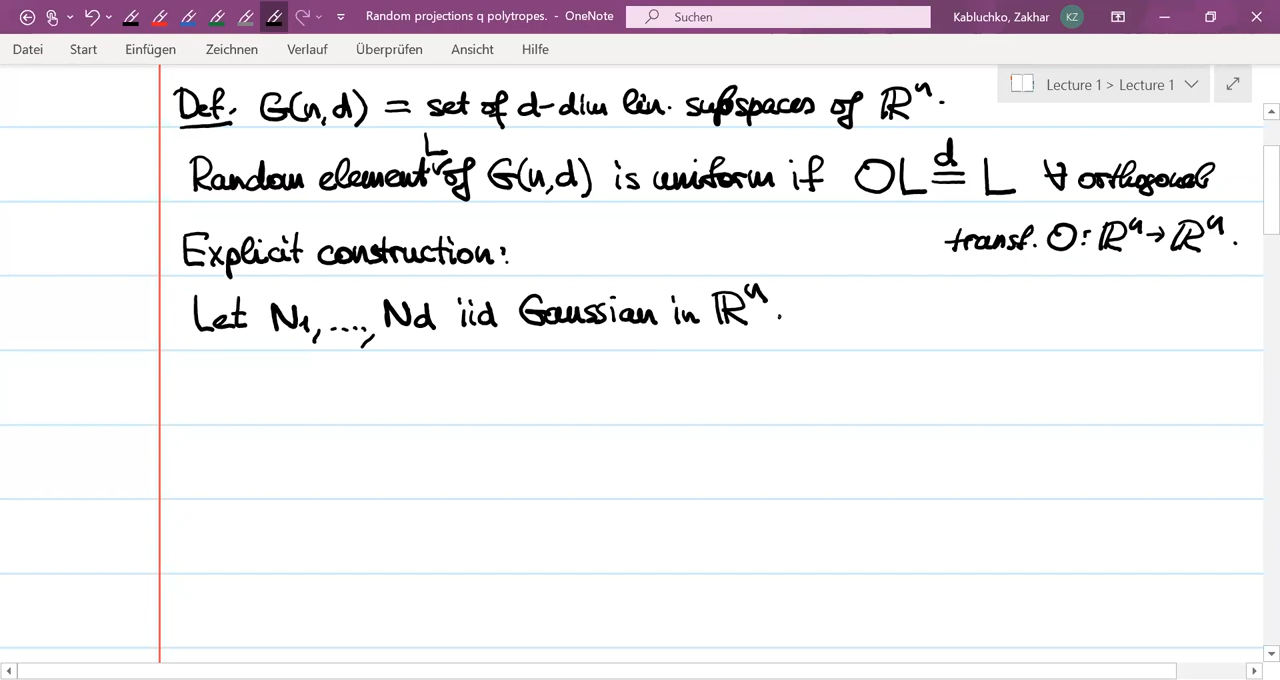 Random projections q polytopes. - OneNote
Suchen
Kabluchko, Zakhar
KZ
Datei Start Einfügen Zeichnen Verlauf Überprüfen Ansicht Hilfe
Lecture 1 > Lecture 1
Def: G(n,d) = set of d-dim lin. subspaces of ℝⁿ.
Random element L of G(n,d) is uniform if OL =ᵈ L ∀ orthogonal
transf. O: ℝⁿ → ℝⁿ.
Explicit construction:
Let N₁, ...., Nd iid Gaussian in ℝⁿ.